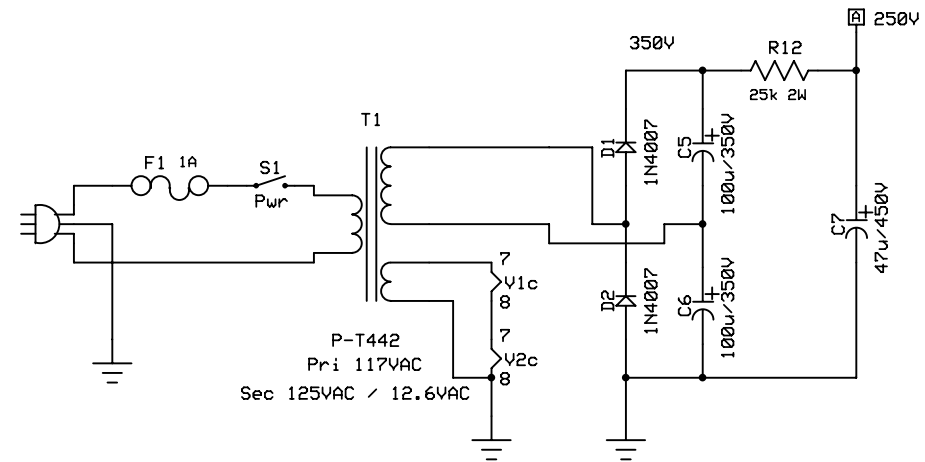 A 250V
350V
R12
25k 2W
T1
F1 1A
S1
Pwr
D1
1N4007
C5
+
100u/350V
C7
+
47u/450V
7
V1c
8
D2
1N4007
C6
+
100u/350V
7
V2c
8
P-T442
Pri 117VAC
Sec 125VAC / 12.6VAC